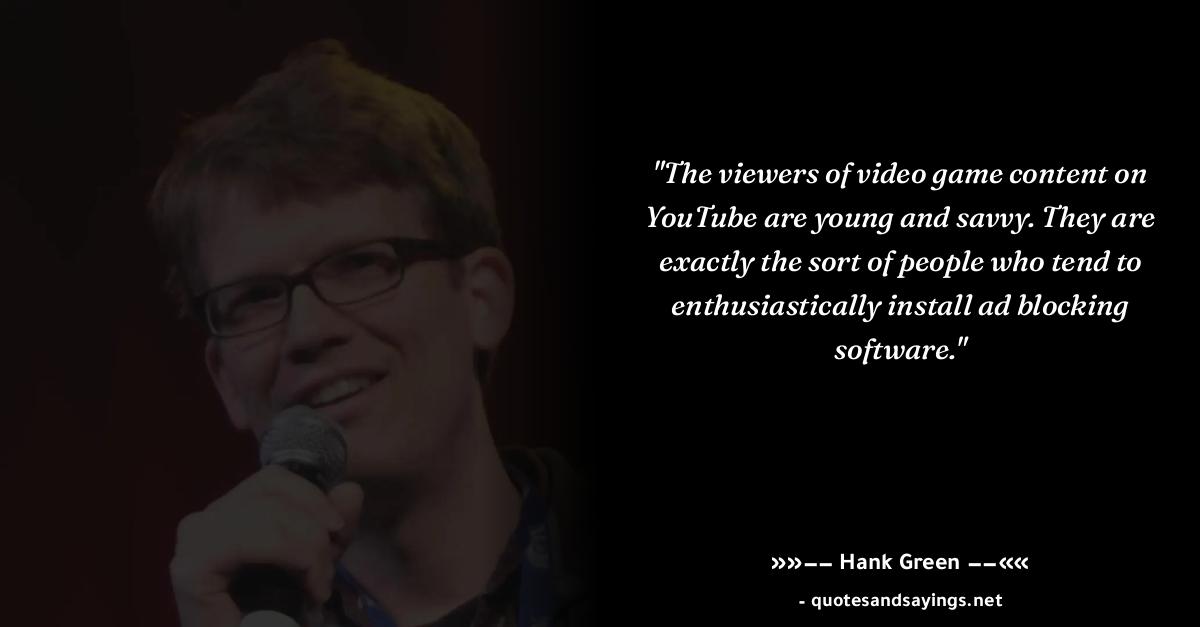 "The viewers of video game content on
YouTube are young and savvy. They are
exactly the sort of people who tend to
enthusiastically install ad blocking
software."
»»—— Hank Green ——««
- quotesandsayings.net